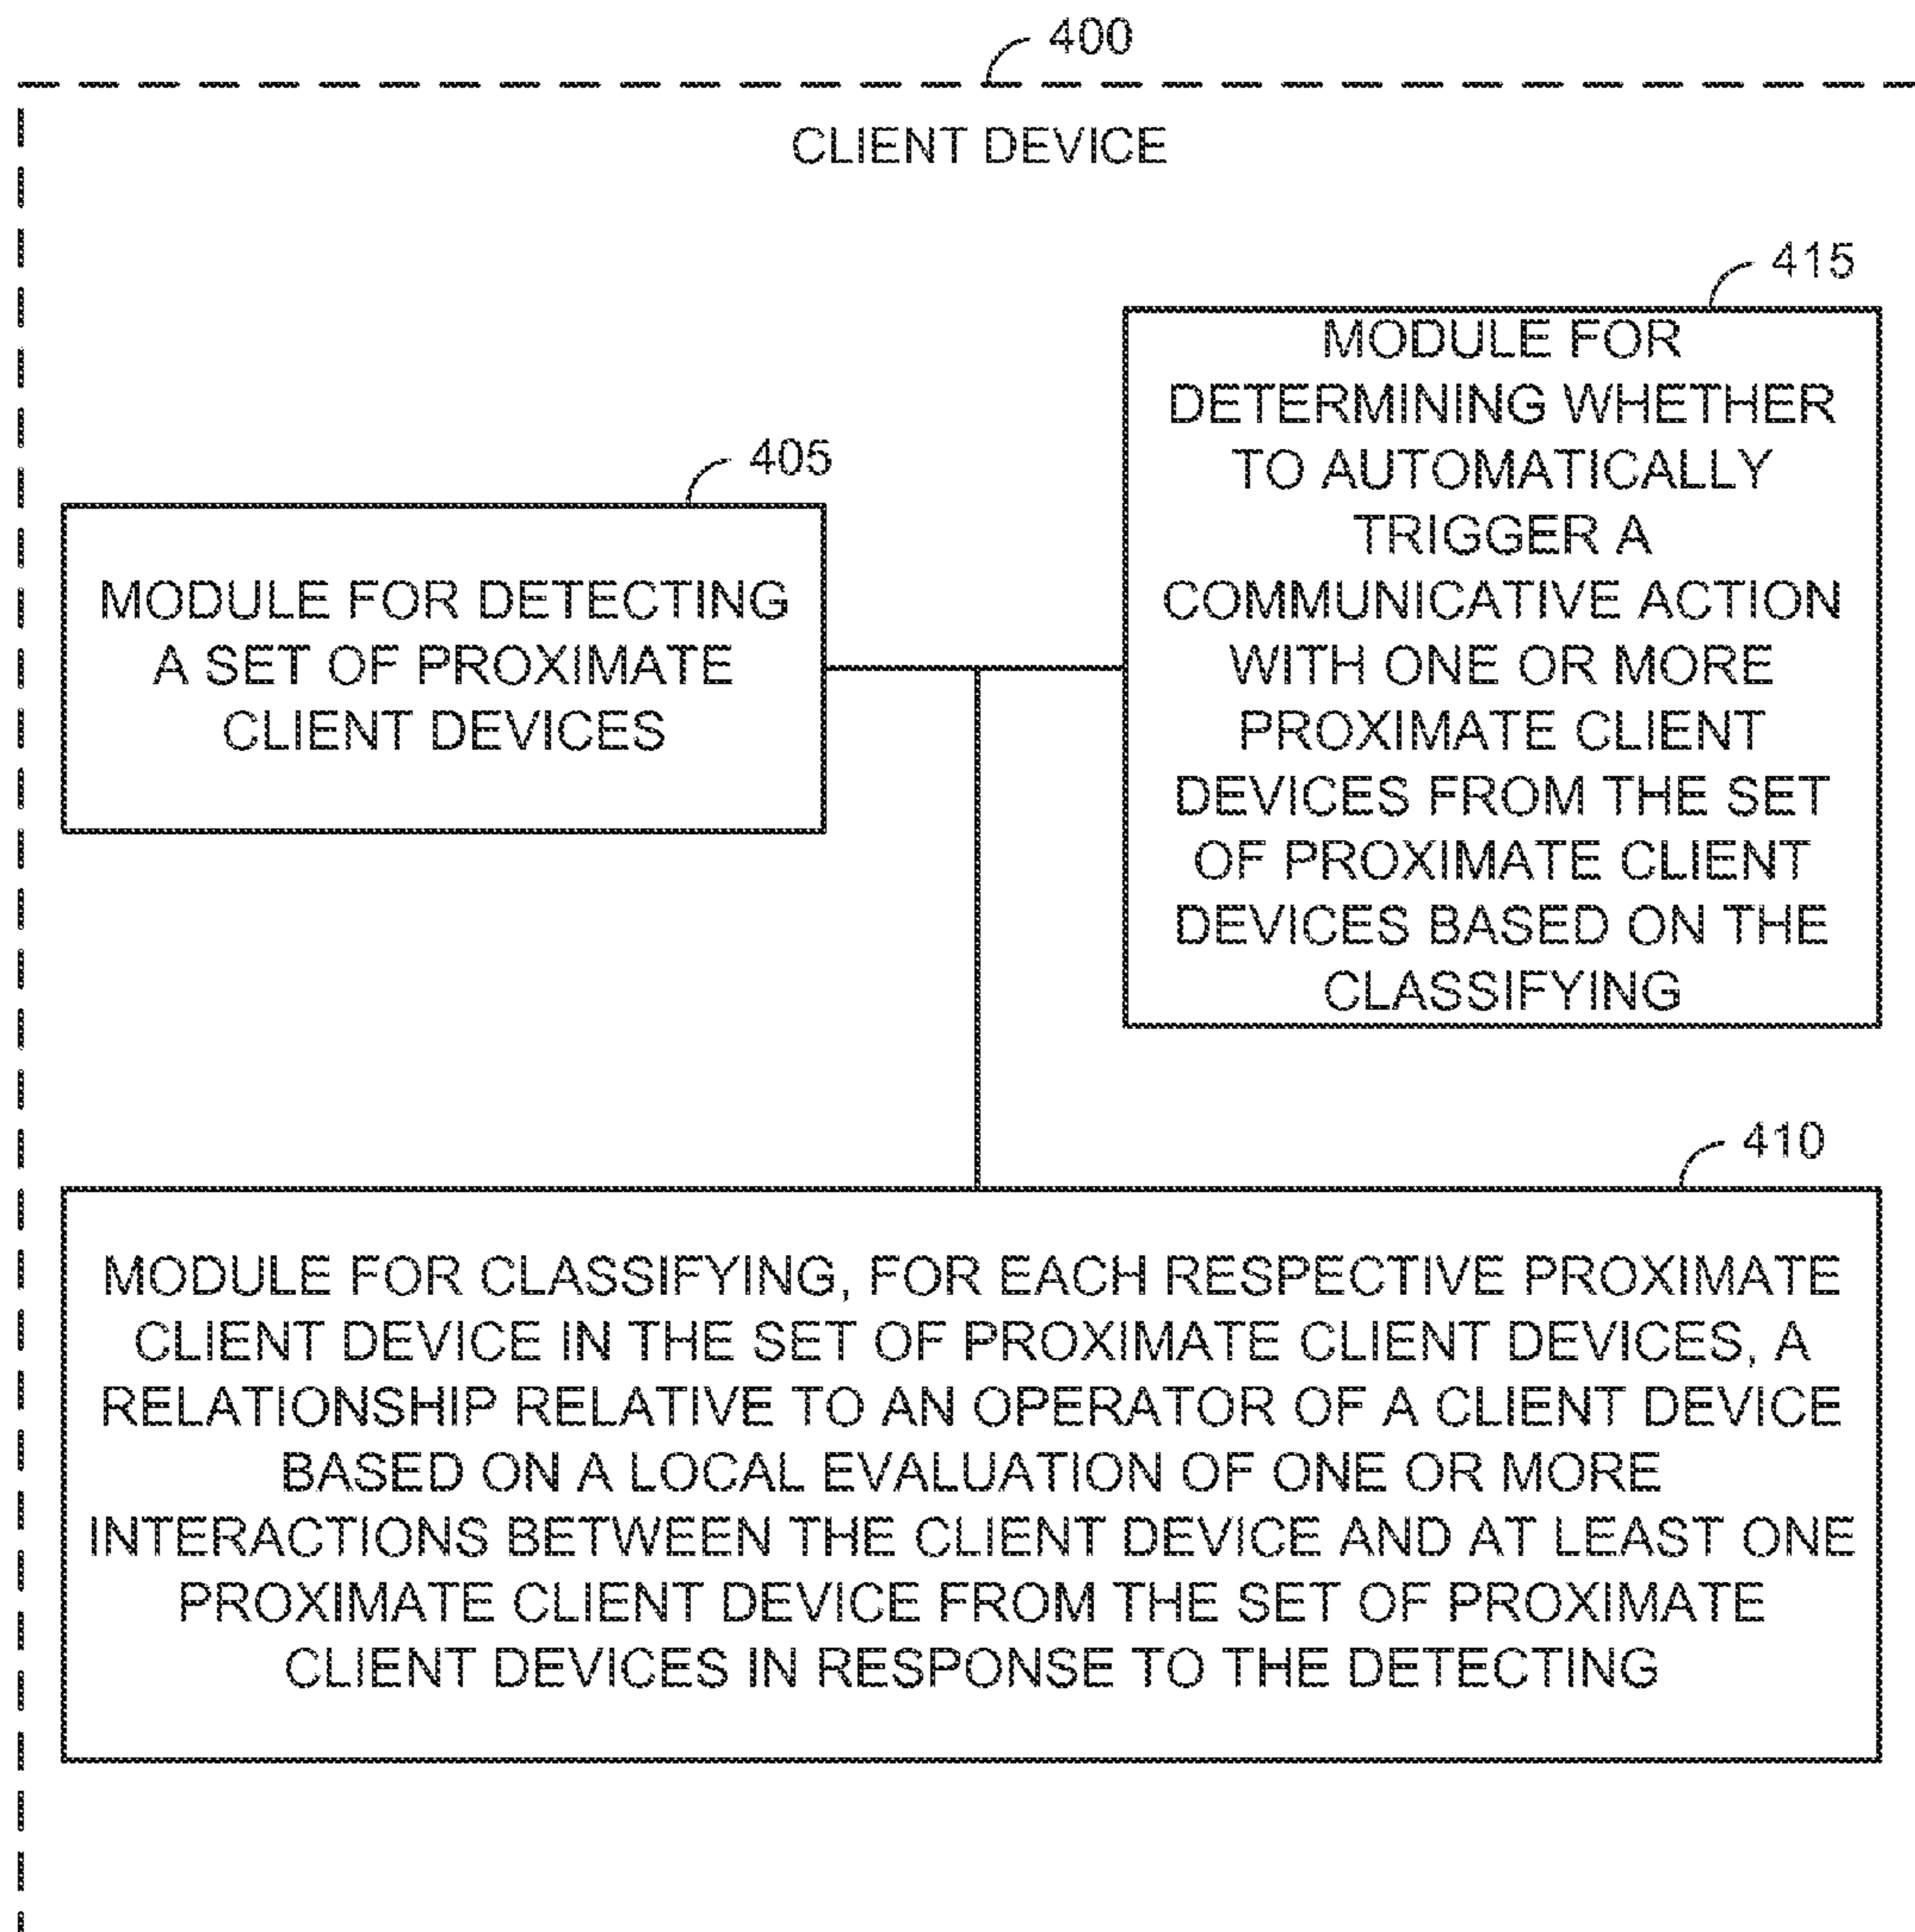 400
CLIENT DEVICE
415
MODULE FOR
DETERMINING WHETHER
TO AUTOMATICALLY
TRIGGER A
COMMUNICATIVE ACTION
WITH ONE OR MORE
PROXIMATE CLIENT
DEVICES FROM THE SET
OF PROXIMATE CLIENT
DEVICES BASED ON THE
CLASSIFYING
405
MODULE FOR DETECTING
A SET OF PROXIMATE
CLIENT DEVICES
410
MODULE FOR CLASSIFYING, FOR EACH RESPECTIVE PROXIMATE
CLIENT DEVICE IN THE SET OF PROXIMATE CLIENT DEVICES, A
RELATIONSHIP RELATIVE TO AN OPERATOR OF A CLIENT DEVICE
BASED ON A LOCAL EVALUATION OF ONE OR MORE
INTERACTIONS BETWEEN THE CLIENT DEVICE AND AT LEAST ONE
PROXIMATE CLIENT DEVICE FROM THE SET OF PROXIMATE
CLIENT DEVICES IN RESPONSE TO THE DETECTING